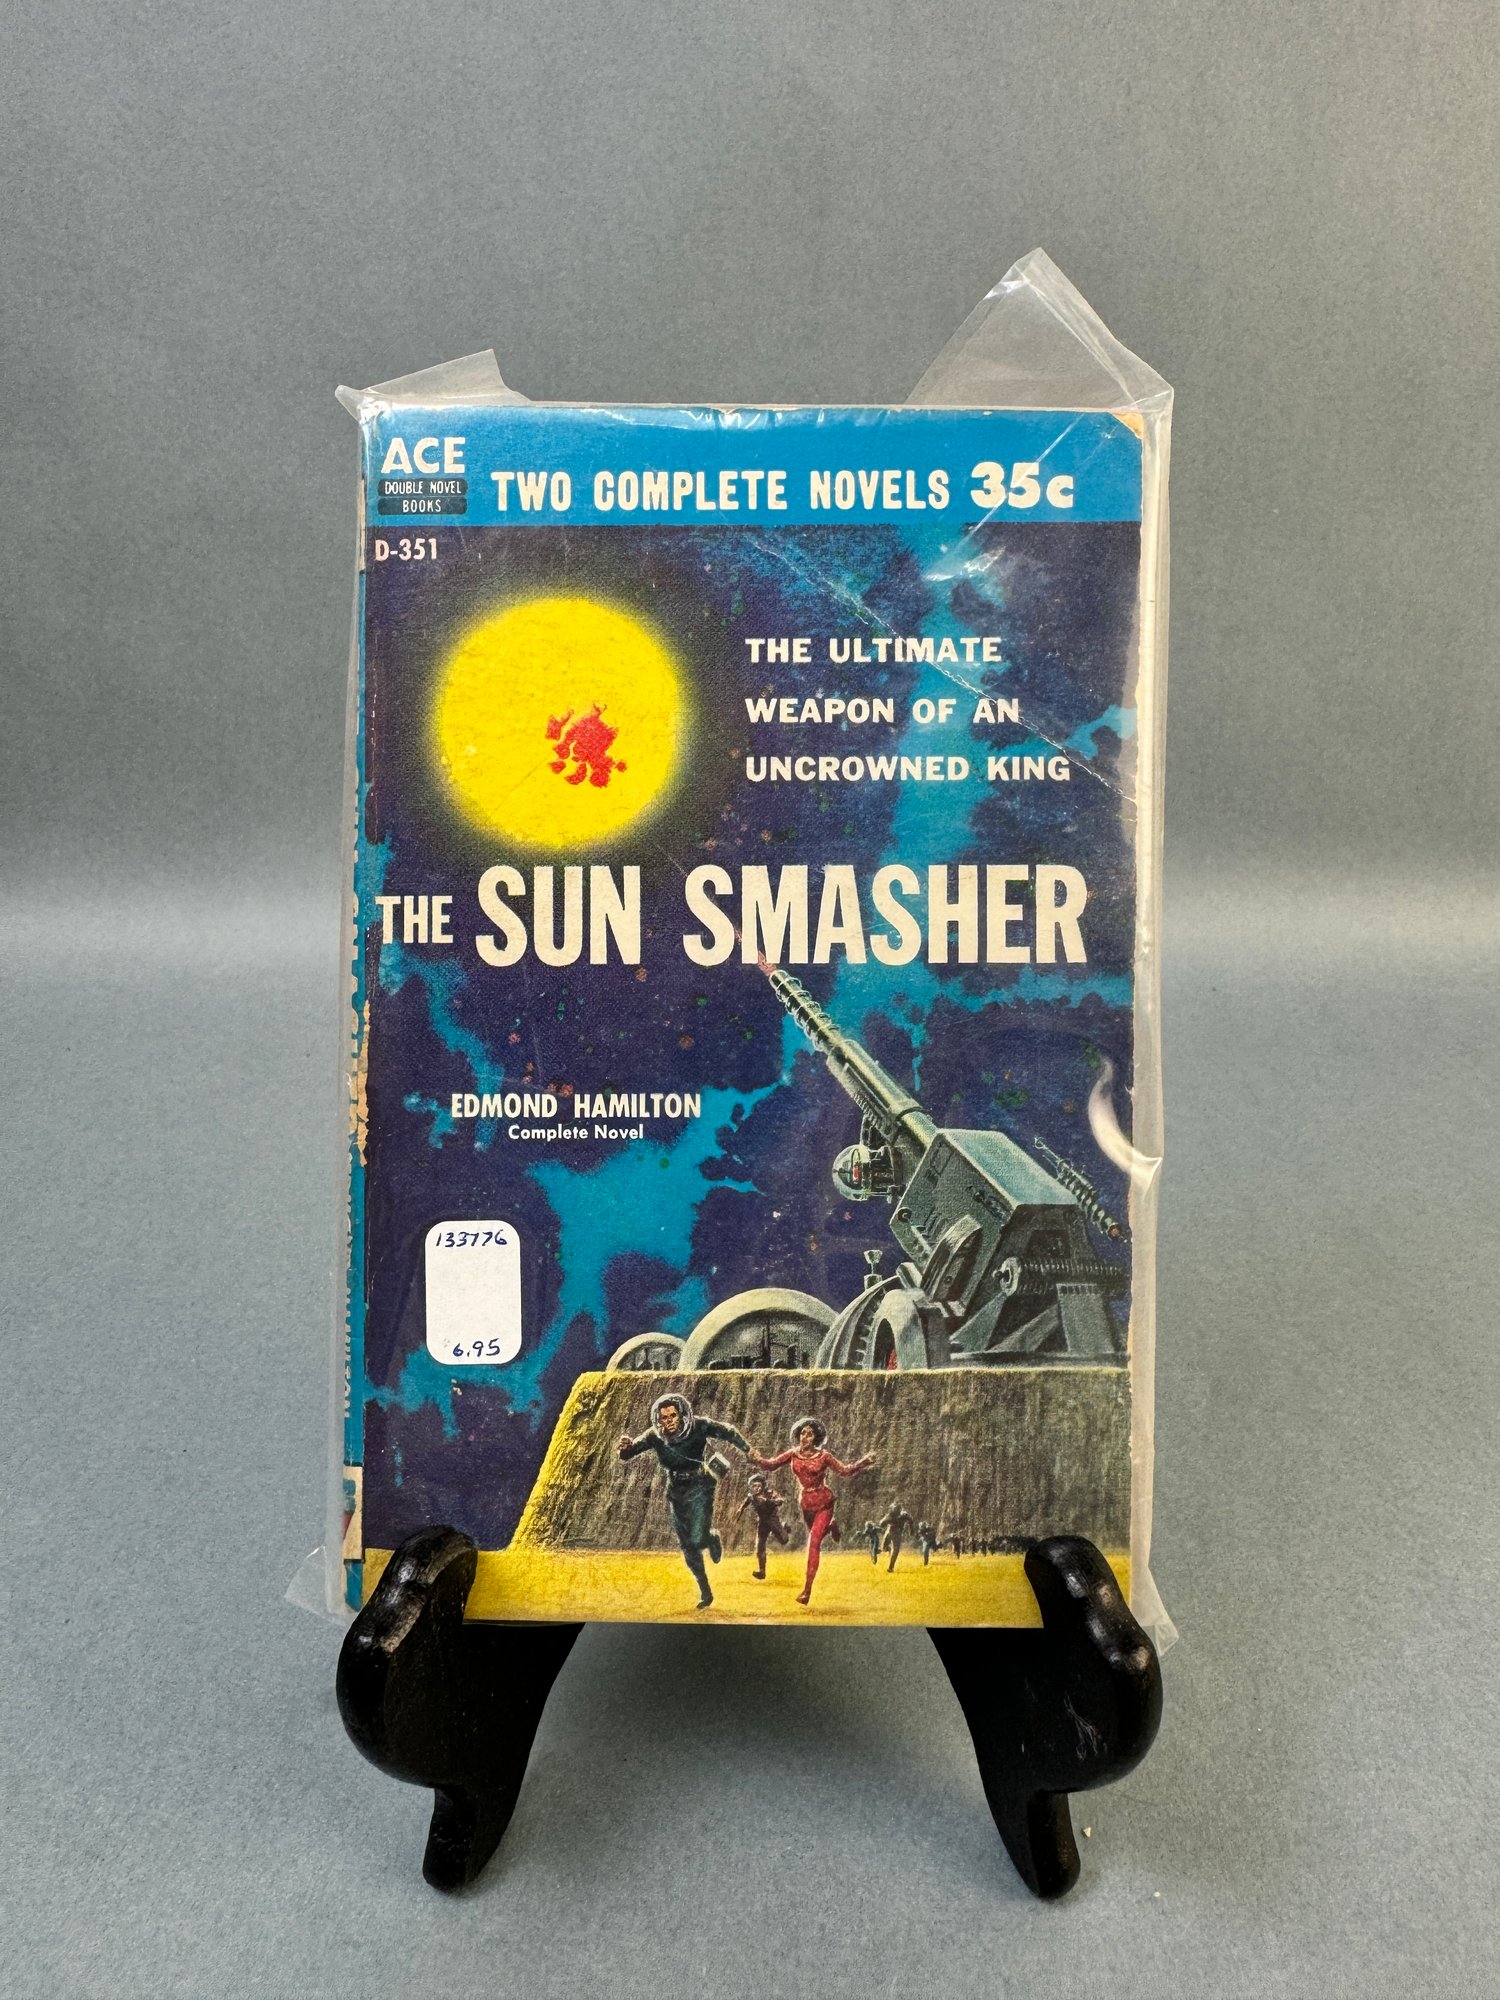 ACE
DOUBLE NOVEL
BOOKS
TWO COMPLETE NOVELS 35c
D-351
THE ULTIMATE
WEAPON OF AN
UNCROWNED KING
THE SUN SMASHER
EDMOND HAMILTON
Complete Novel
133776
6.95